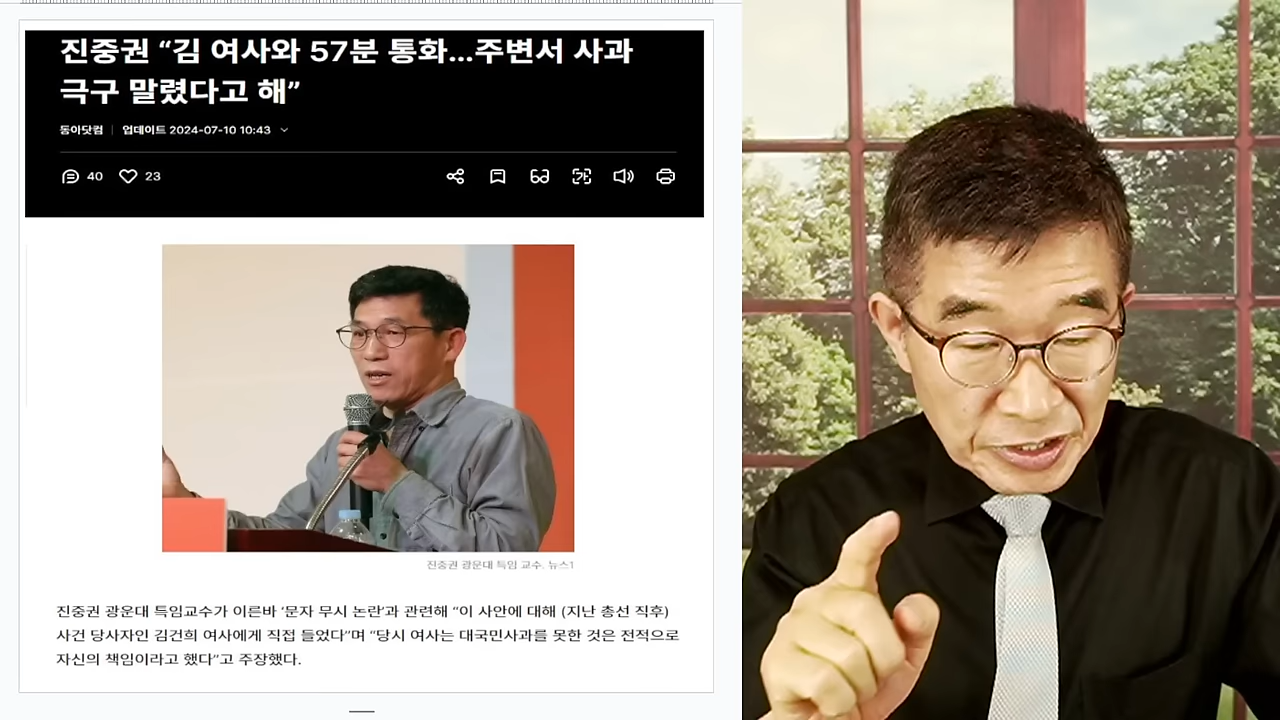 진중권 “김 여사와 57분 통화...주변서 사과
극구 말렸다고 해”
동아닷컴 | 업데이트 2024-07-10 10:43
40 23
진중권 광운대 특임 교수. 뉴스1
진중권 광운대 특임교수가 이른바 ‘문자 무시 논란’과 관련해 “이 사안에 대해 (지난 총선 직후)
사건 당사자인 김건희 여사에게 직접 들었다”며 “당시 여사는 대국민사과를 못한 것은 전적으로
자신의 책임이라고 했다”고 주장했다.